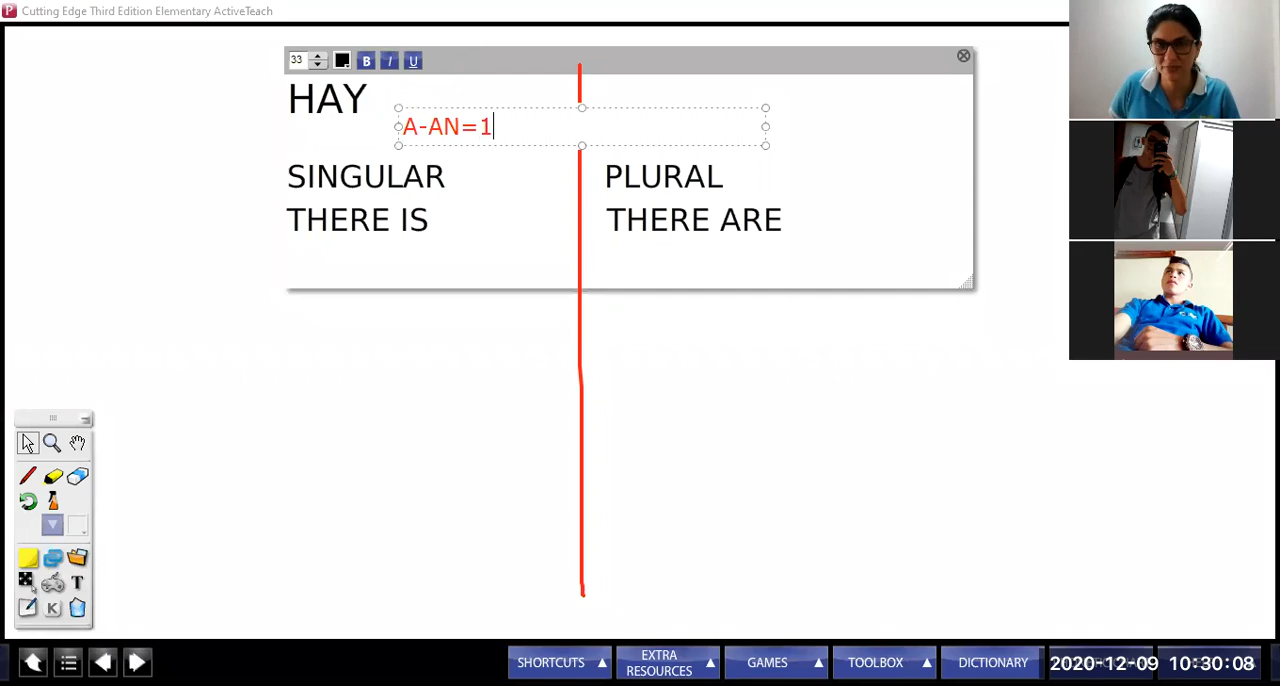 Cutting Edge Third Edition Elementary ActiveTeach
33 B I U
HAY
A-AN=1
SINGULAR PLURAL
THERE IS THERE ARE
T
K
SHORTCUTS EXTRA RESOURCES GAMES TOOLBOX DICTIONARY
2020-12-09 10:30:08